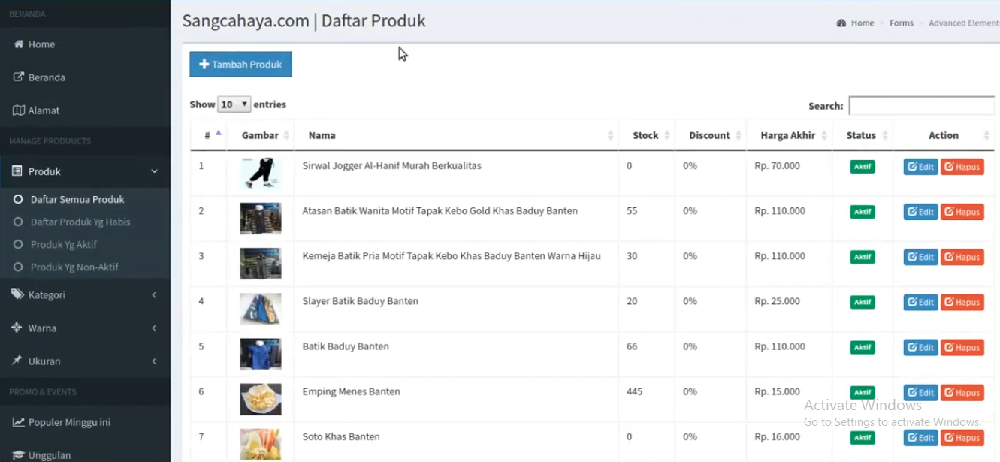 BERANDA
Home
Beranda
Alamat
MANAGE PRODUUCTS
Produk
Daftar Semua Produk
Daftar Produk Yg Habis
Produk Yg Aktif
Produk Yg Non-Aktif
Kategori
Warna
Ukuran
PROMO & EVENTS
Populer Minggu ini
Unggulan
Sangcahaya.com | Daftar Produk
Home Forms Advanced Element
Tambah Produk
Show 10 entries Search:
# Gambar Nama Stock Discount Harga Akhir Status Action
1 Sirwal Jogger Al-Hanif Murah Berkualitas 0 0% Rp. 70.000 Aktif Edit Hapus
2 Atasan Batik Wanita Motif Tapak Kebo Gold Khas Baduy Banten 55 0% Rp. 110.000 Aktif Edit Hapus
3 Kemeja Batik Pria Motif Tapak Kebo Khas Baduy Banten Warna Hijau 30 0% Rp. 110.000 Aktif Edit Hapus
4 Slayer Batik Baduy Banten 20 0% Rp. 25.000 Aktif Edit Hapus
5 Batik Baduy Banten 66 0% Rp. 110.000 Aktif Edit Hapus
6 Emping Menes Banten 445 0% Rp. 15.000 Aktif Edit Hapus
7 Soto Khas Banten 0 0% Rp. 16.000 Aktif Edit Hapus
Activate Windows
Go to Settings to activate Windows.